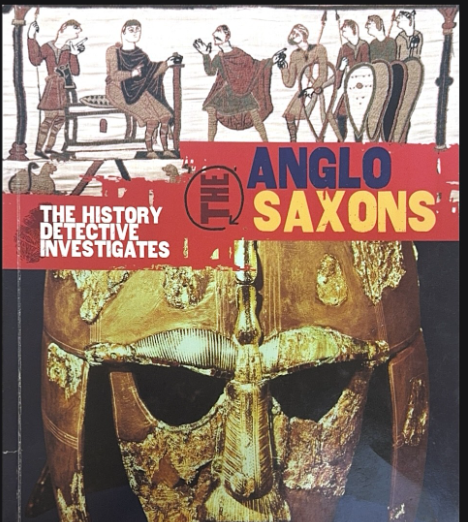 THE
ANGLO
SAXONS
THE HISTORY
DETECTIVE
INVESTIGATES